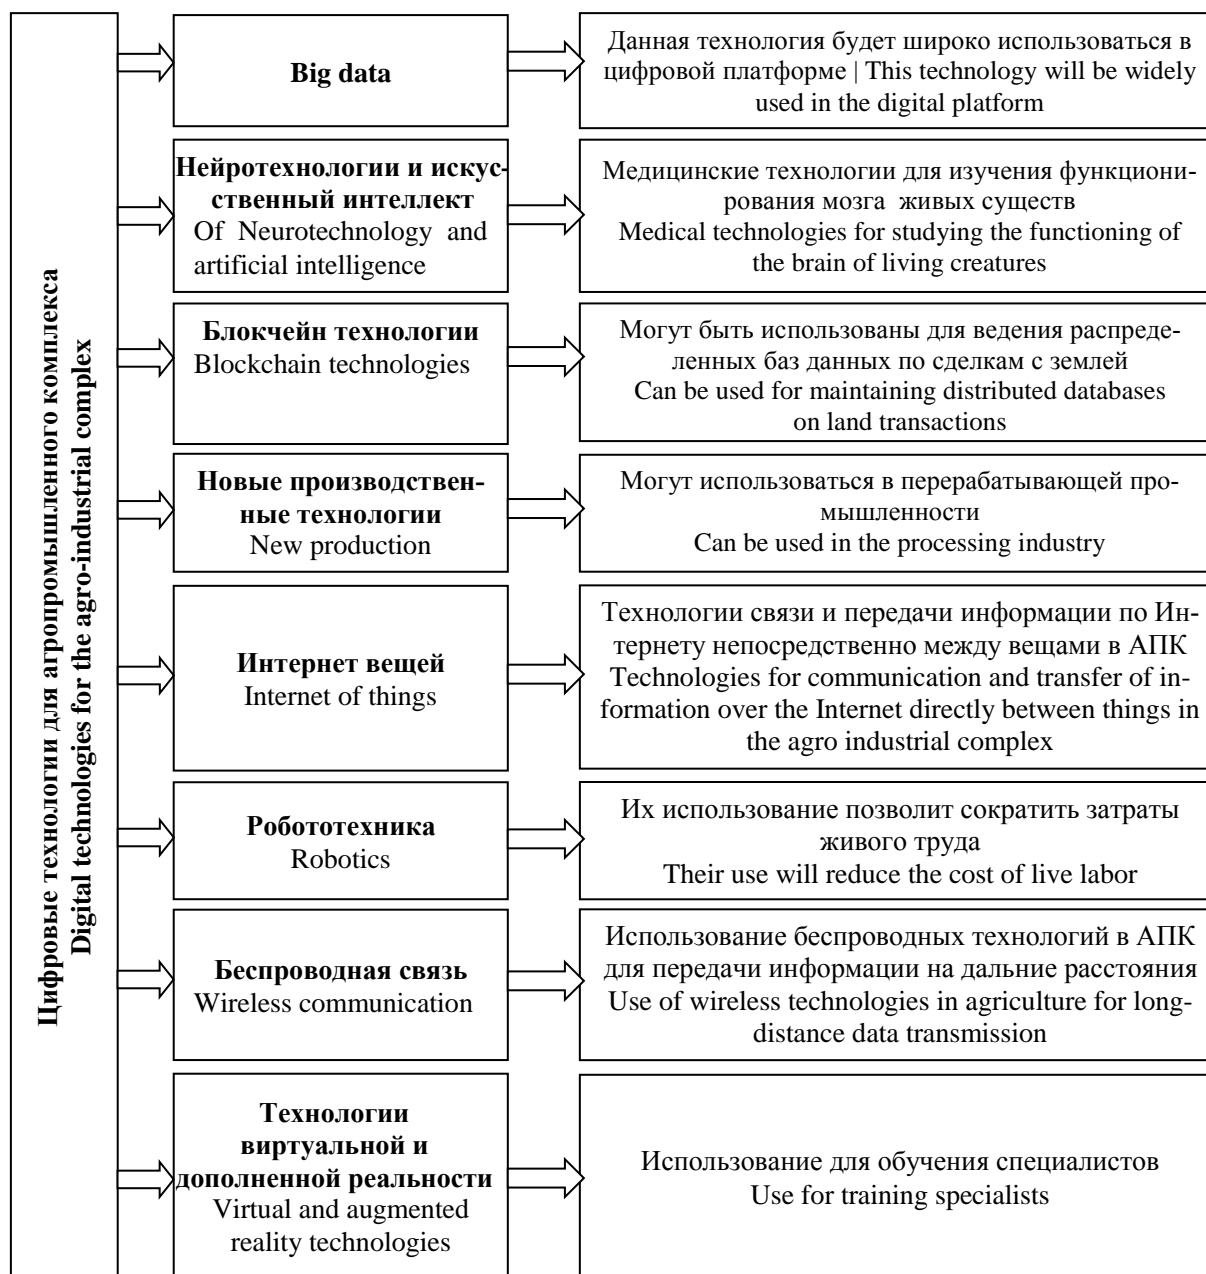 Цифровые технологии для агропромышленного комплекса
Digital technologies for the agro-industrial complex
Big data
Данная технология будет широко использоваться в
цифровой платформе | This technology will be widely
used in the digital platform
Нейротехнологии и искус-
ственный интеллект
Of Neurotechnology and
artificial intelligence
Медицинские технологии для изучения функциони-
рования мозга живых существ
Medical technologies for studying the functioning of
the brain of living creatures
Блокчейн технологии
Blockchain technologies
Могут быть использованы для ведения распреде-
ленных баз данных по сделкам с землей
Can be used for maintaining distributed databases
on land transactions
Новые производствен-
ные технологии
New production
Могут использоваться в перерабатывающей про-
мышленности
Can be used in the processing industry
Интернет вещей
Internet of things
Технологии связи и передачи информации по Ин-
тернету непосредственно между вещами в АПК
Technologies for communication and transfer of in-
formation over the Internet directly between things in
the agro industrial complex
Робототехника
Robotics
Их использование позволит сократить затраты
живого труда
Their use will reduce the cost of live labor
Беспроводная связь
Wireless communication
Использование беспроводных технологий в АПК
для передачи информации на дальние расстояния
Use of wireless technologies in agriculture for long-
distance data transmission
Технологии
виртуальной и
дополненной реальности
Virtual and augmented
reality technologies
Использование для обучения специалистов
Use for training specialists